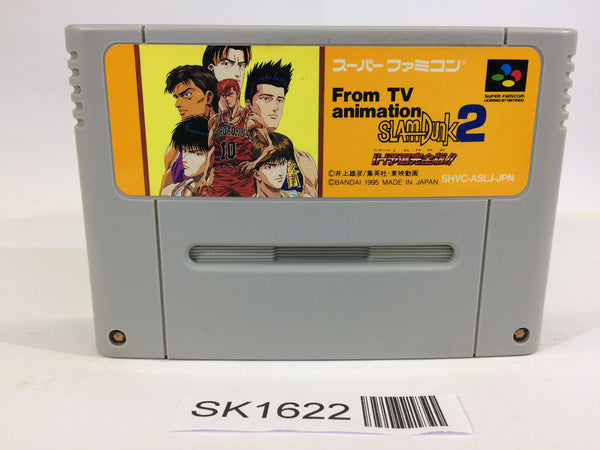 スーパーファミコン
SUPER FAMICOM
LICENSED BY NINTENDO
From TV
animation
SLAMDUNK 2
©井上雄彦/集英社・東映動画
©BANDAI 1995 MADE IN JAPAN
SHVC-ASLJ-JPN
10
SK1622